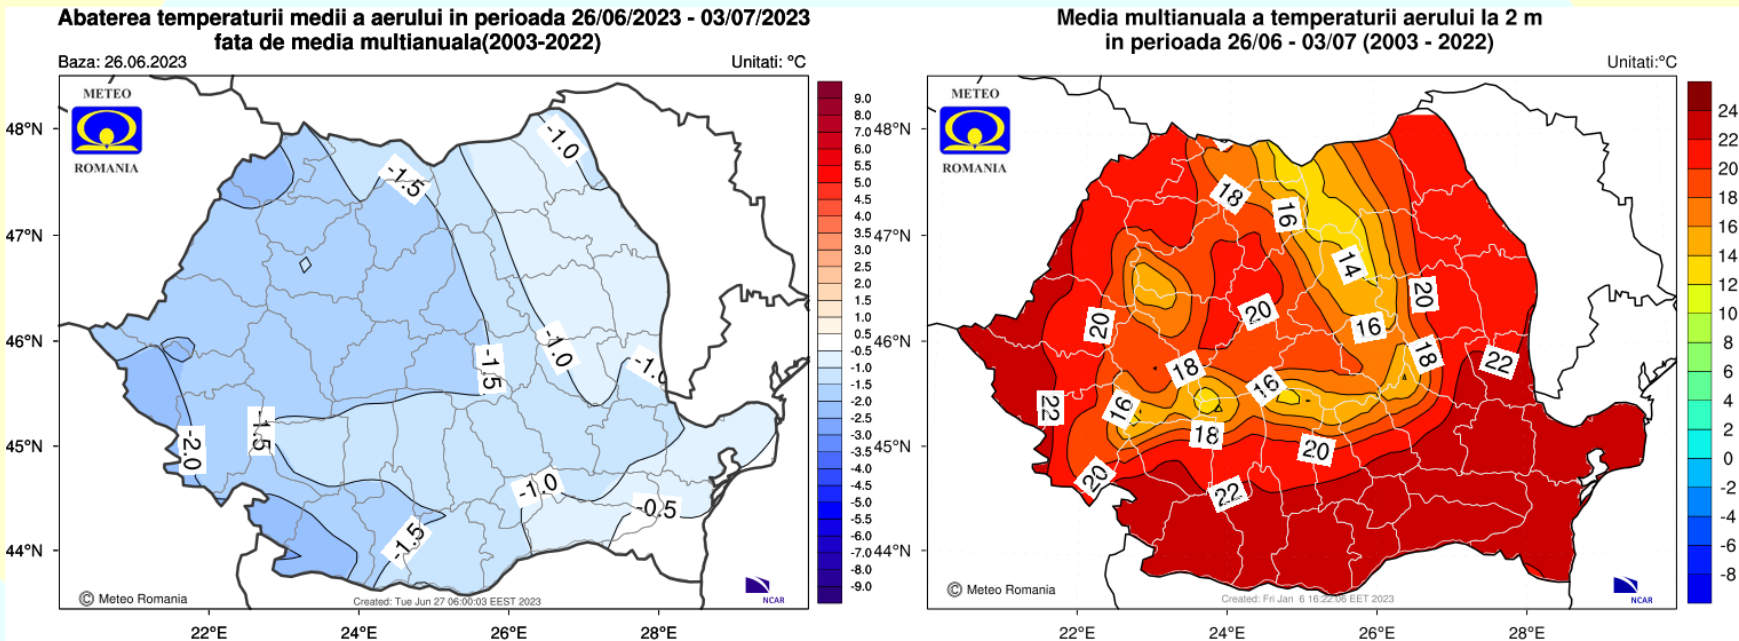 Abaterea temperaturii medii a aerului in perioada 26/06/2023 - 03/07/2023
fata de media multianuala(2003-2022)
Baza: 26.06.2023
Unitati: °C
METEO
ROMANIA
48°N
47°N
46°N
45°N
44°N
22°E
24°E
26°E
28°E
-1.0
-1.5
-1.0
-1.5
-1.0
-1.5
-2.0
-1.0
-0.5
-1.5
9.0
8.0
7.0
6.0
5.5
5.0
4.5
4.0
3.5
3.0
2.5
2.0
1.5
1.0
0.5
-0.5
-1.0
-1.5
-2.0
-2.5
-3.0
-3.5
-4.0
-4.5
-5.0
-5.5
-6.0
-7.0
-8.0
-9.0
© Meteo Romania
Created: Tue Jun 27 06:00:03 EEST 2023
NCAR
Media multianuala a temperaturii aerului la 2 m
in perioada 26/06 - 03/07 (2003 - 2022)
Unitati:°C
METEO
ROMANIA
48°N
47°N
46°N
45°N
44°N
22°E
24°E
26°E
28°E
18
16
14
20
20
20
16
18
22
18
16
22
16
18
20
20
22
24
22
20
18
16
14
12
10
8
6
4
2
0
-2
-4
-6
-8
© Meteo Romania
Created: Fri Jan 6 16:22:06 EET 2023
NCAR